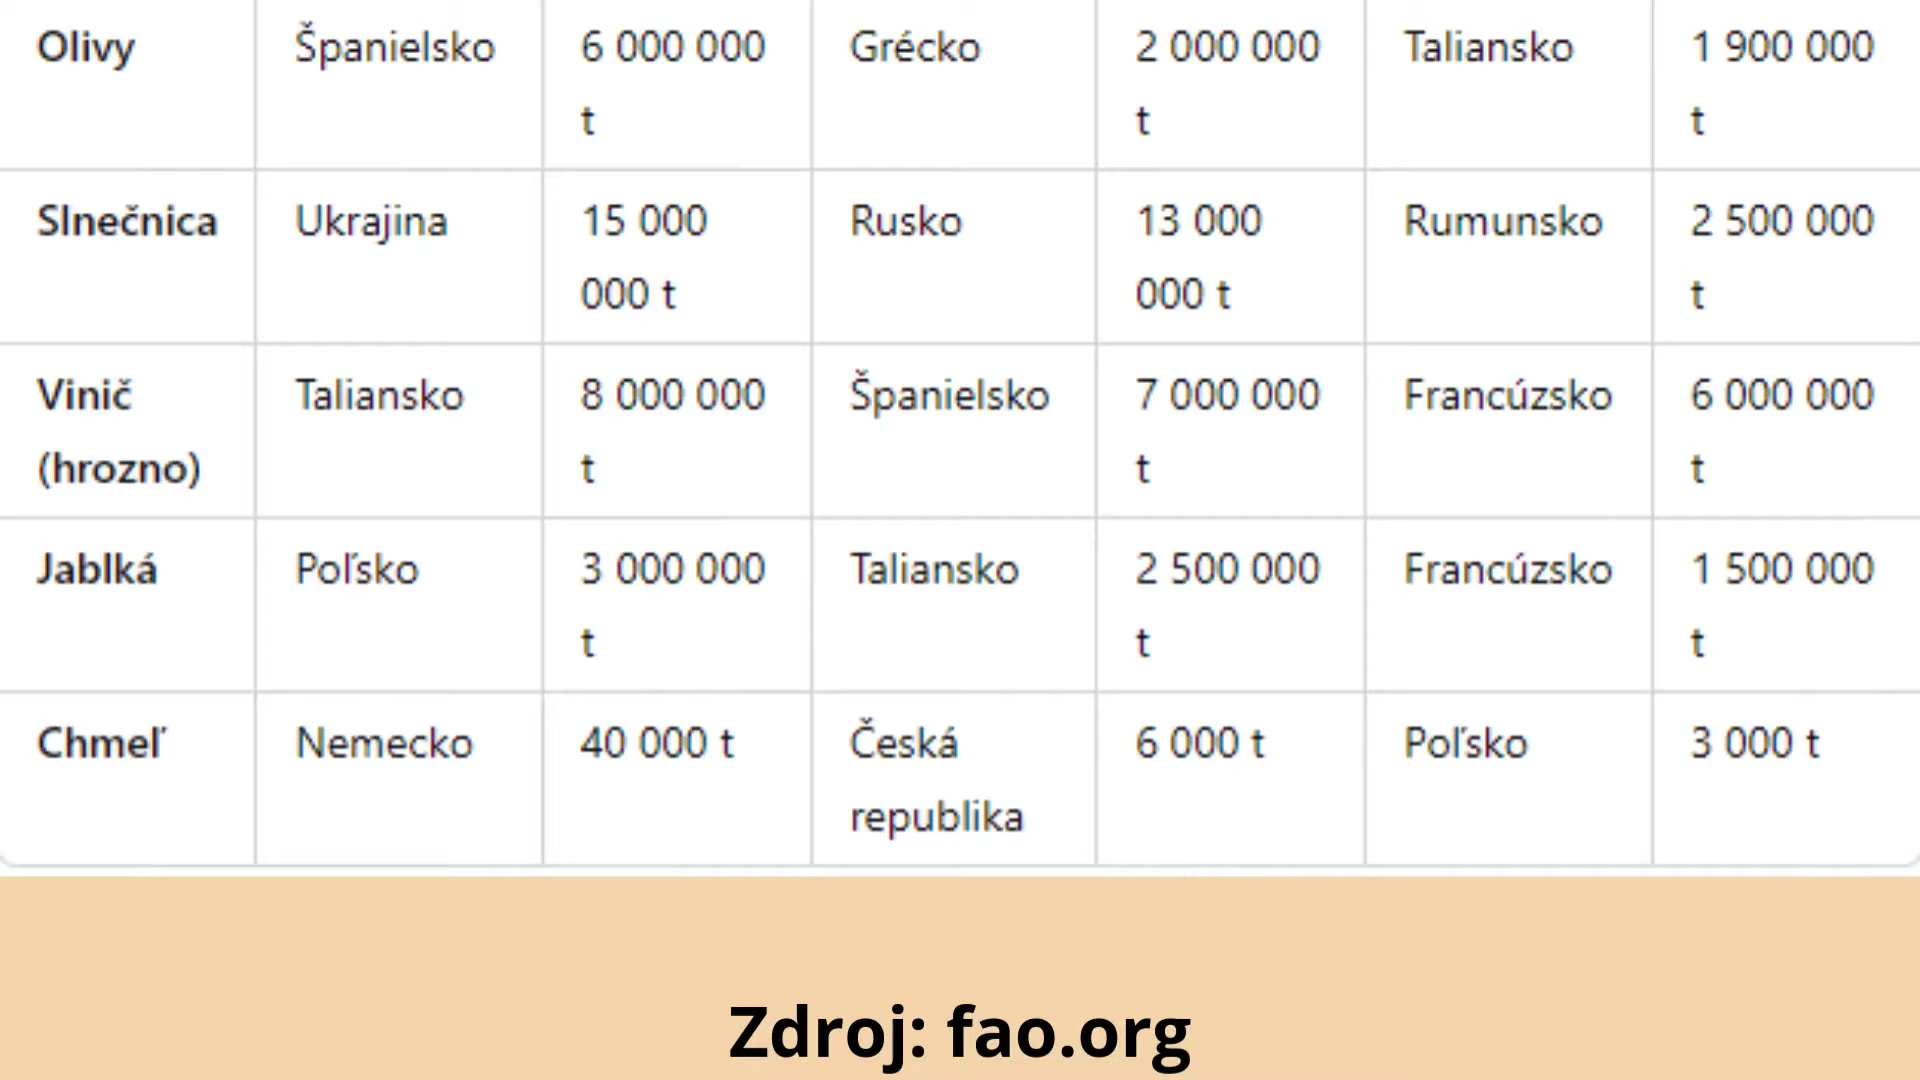 Olivy Španielsko 6 000 000 t Grécko 2 000 000 t Taliansko 1 900 000 t
Slnečnica Ukrajina 15 000 000 t Rusko 13 000 000 t Rumunsko 2 500 000 t
Vinič (hrozno) Taliansko 8 000 000 t Španielsko 7 000 000 t Francúzsko 6 000 000 t
Jablká Poľsko 3 000 000 t Taliansko 2 500 000 t Francúzsko 1 500 000 t
Chmeľ Nemecko 40 000 t Česká republika 6 000 t Poľsko 3 000 t
Zdroj: fao.org